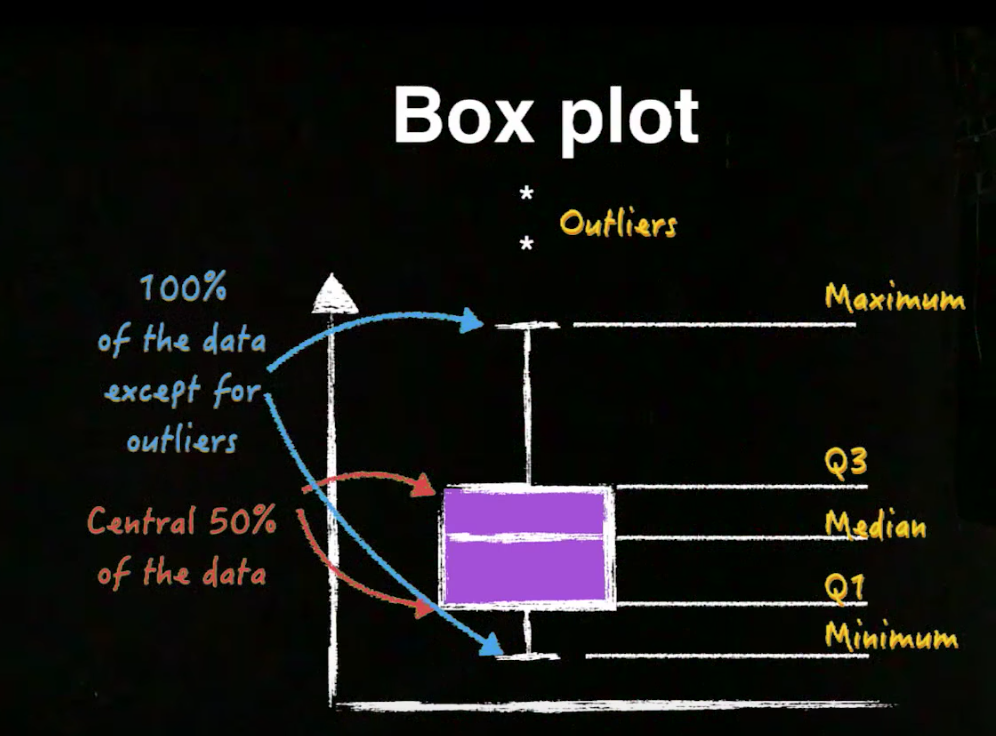 Box plot
*
Outliers
*
100%
of the data
except for
outliers
Maximum
Q3
Central 50%
of the data
Median
Q1
Minimum